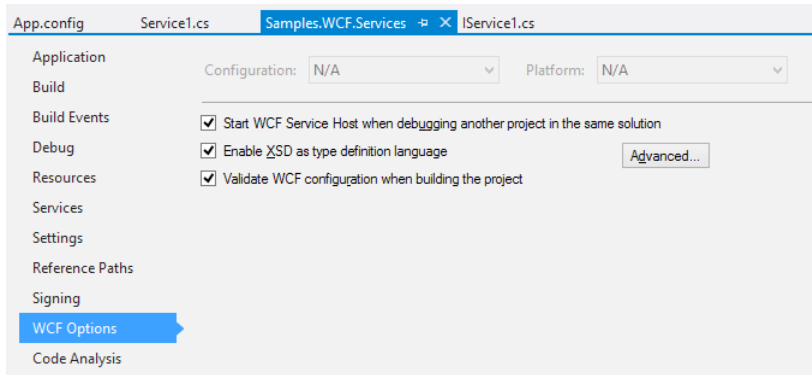 App.config Service1.cs Samples.WCF.Services IService1.cs
Application
Configuration: N/A Platform: N/A
Build
Build Events
Start WCF Service Host when debugging another project in the same solution
Debug
Enable XSD as type definition language
Advanced...
Resources
Validate WCF configuration when building the project
Services
Settings
Reference Paths
Signing
WCF Options
Code Analysis